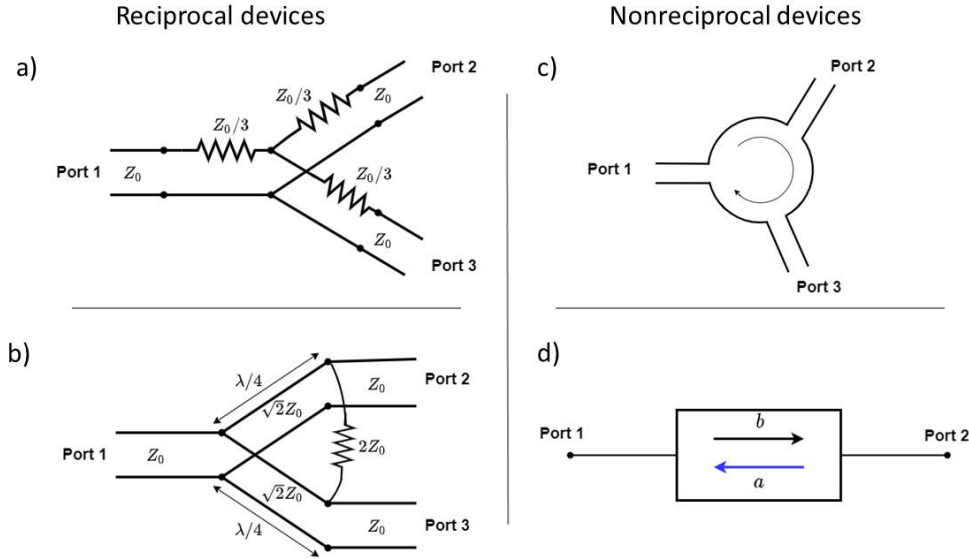 Reciprocal devices
Nonreciprocal devices
a)
Port 2
Z₀/3
Z₀
Z₀/3
Port 1
Z₀
Z₀/3
Z₀
Port 3
c)
Port 2
Port 1
Port 3
b)
λ/4
Port 2
Z₀
√2Z₀
Port 1
Z₀
2Z₀
√2Z₀
λ/4
Z₀
Port 3
d)
Port 1
b
Port 2
a